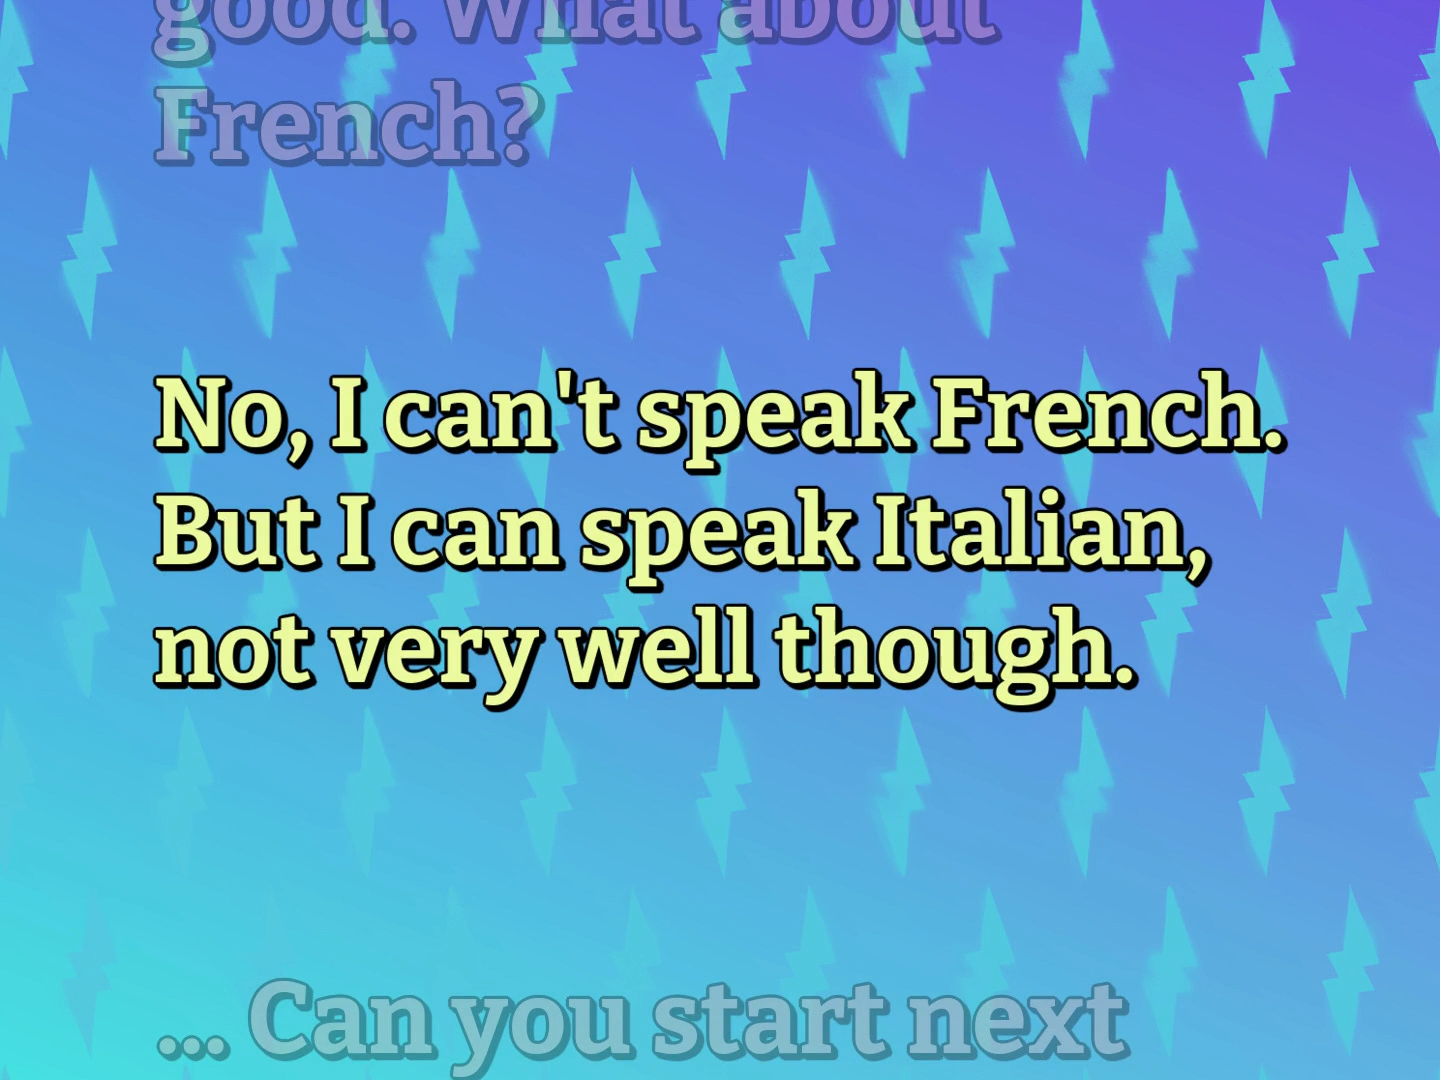 good. What about
French?
No, I can't speak French.
But I can speak Italian,
not very well though.
... Can you start next